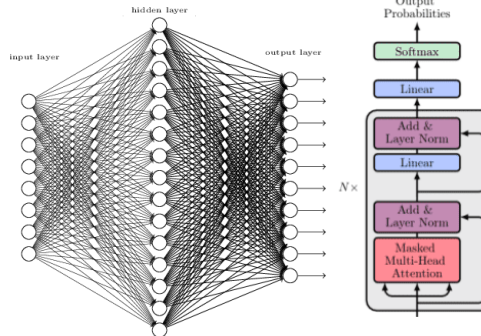 hidden layer
input layer
output layer
Output
Probabilities
Softmax
Linear
Add &
Layer Norm
Linear
N×
Add &
Layer Norm
Masked
Multi-Head
Attention